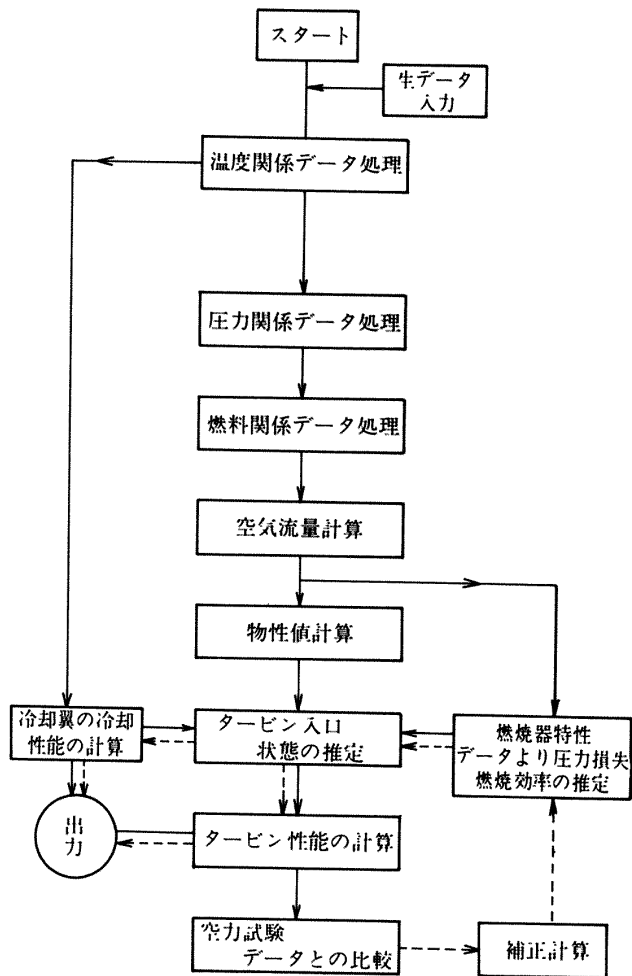 スタート
生データ
入力
温度関係データ処理
圧力関係データ処理
燃料関係データ処理
空気流量計算
物性値計算
冷却翼の冷却
性能の計算
タービン入口
状態の推定
燃焼器特性
データより圧力損失
燃焼効率の推定
出
力
タービン性能の計算
空力試験
データとの比較
補正計算